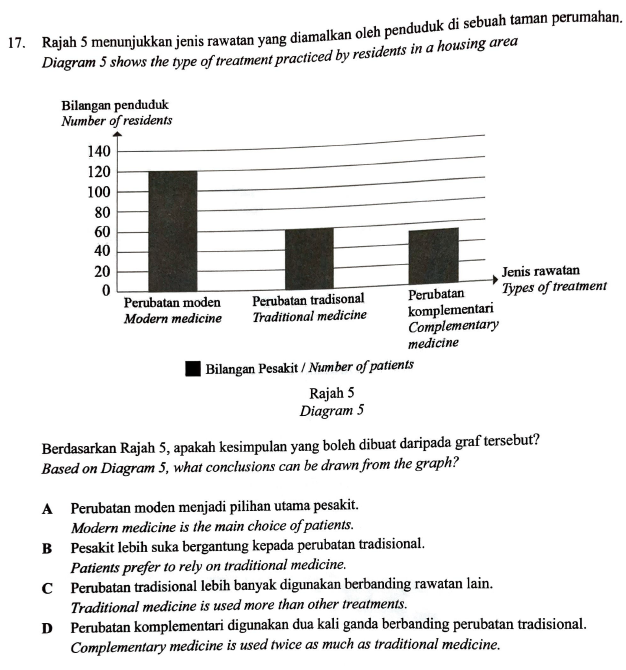 17. Rajah 5 menunjukkan jenis rawatan yang diamalkan oleh penduduk di sebuah taman perumahan.
Diagram 5 shows the type of treatment practiced by residents in a housing area
Bilangan penduduk
Number of residents
140
120
100
80
60
40
20
0
Jenis rawatan
Types of treatment
Perubatan moden
Modern medicine
Perubatan tradisonal
Traditional medicine
Perubatan
komplementari
Complementary
medicine
Bilangan Pesakit / Number of patients
Rajah 5
Diagram 5
Berdasarkan Rajah 5, apakah kesimpulan yang boleh dibuat daripada graf tersebut?
Based on Diagram 5, what conclusions can be drawn from the graph?
A Perubatan moden menjadi pilihan utama pesakit.
Modern medicine is the main choice of patients.
B Pesakit lebih suka bergantung kepada perubatan tradisional.
Patients prefer to rely on traditional medicine.
C Perubatan tradisional lebih banyak digunakan berbanding rawatan lain.
Traditional medicine is used more than other treatments.
D Perubatan komplementari digunakan dua kali ganda berbanding perubatan tradisional.
Complementary medicine is used twice as much as traditional medicine.